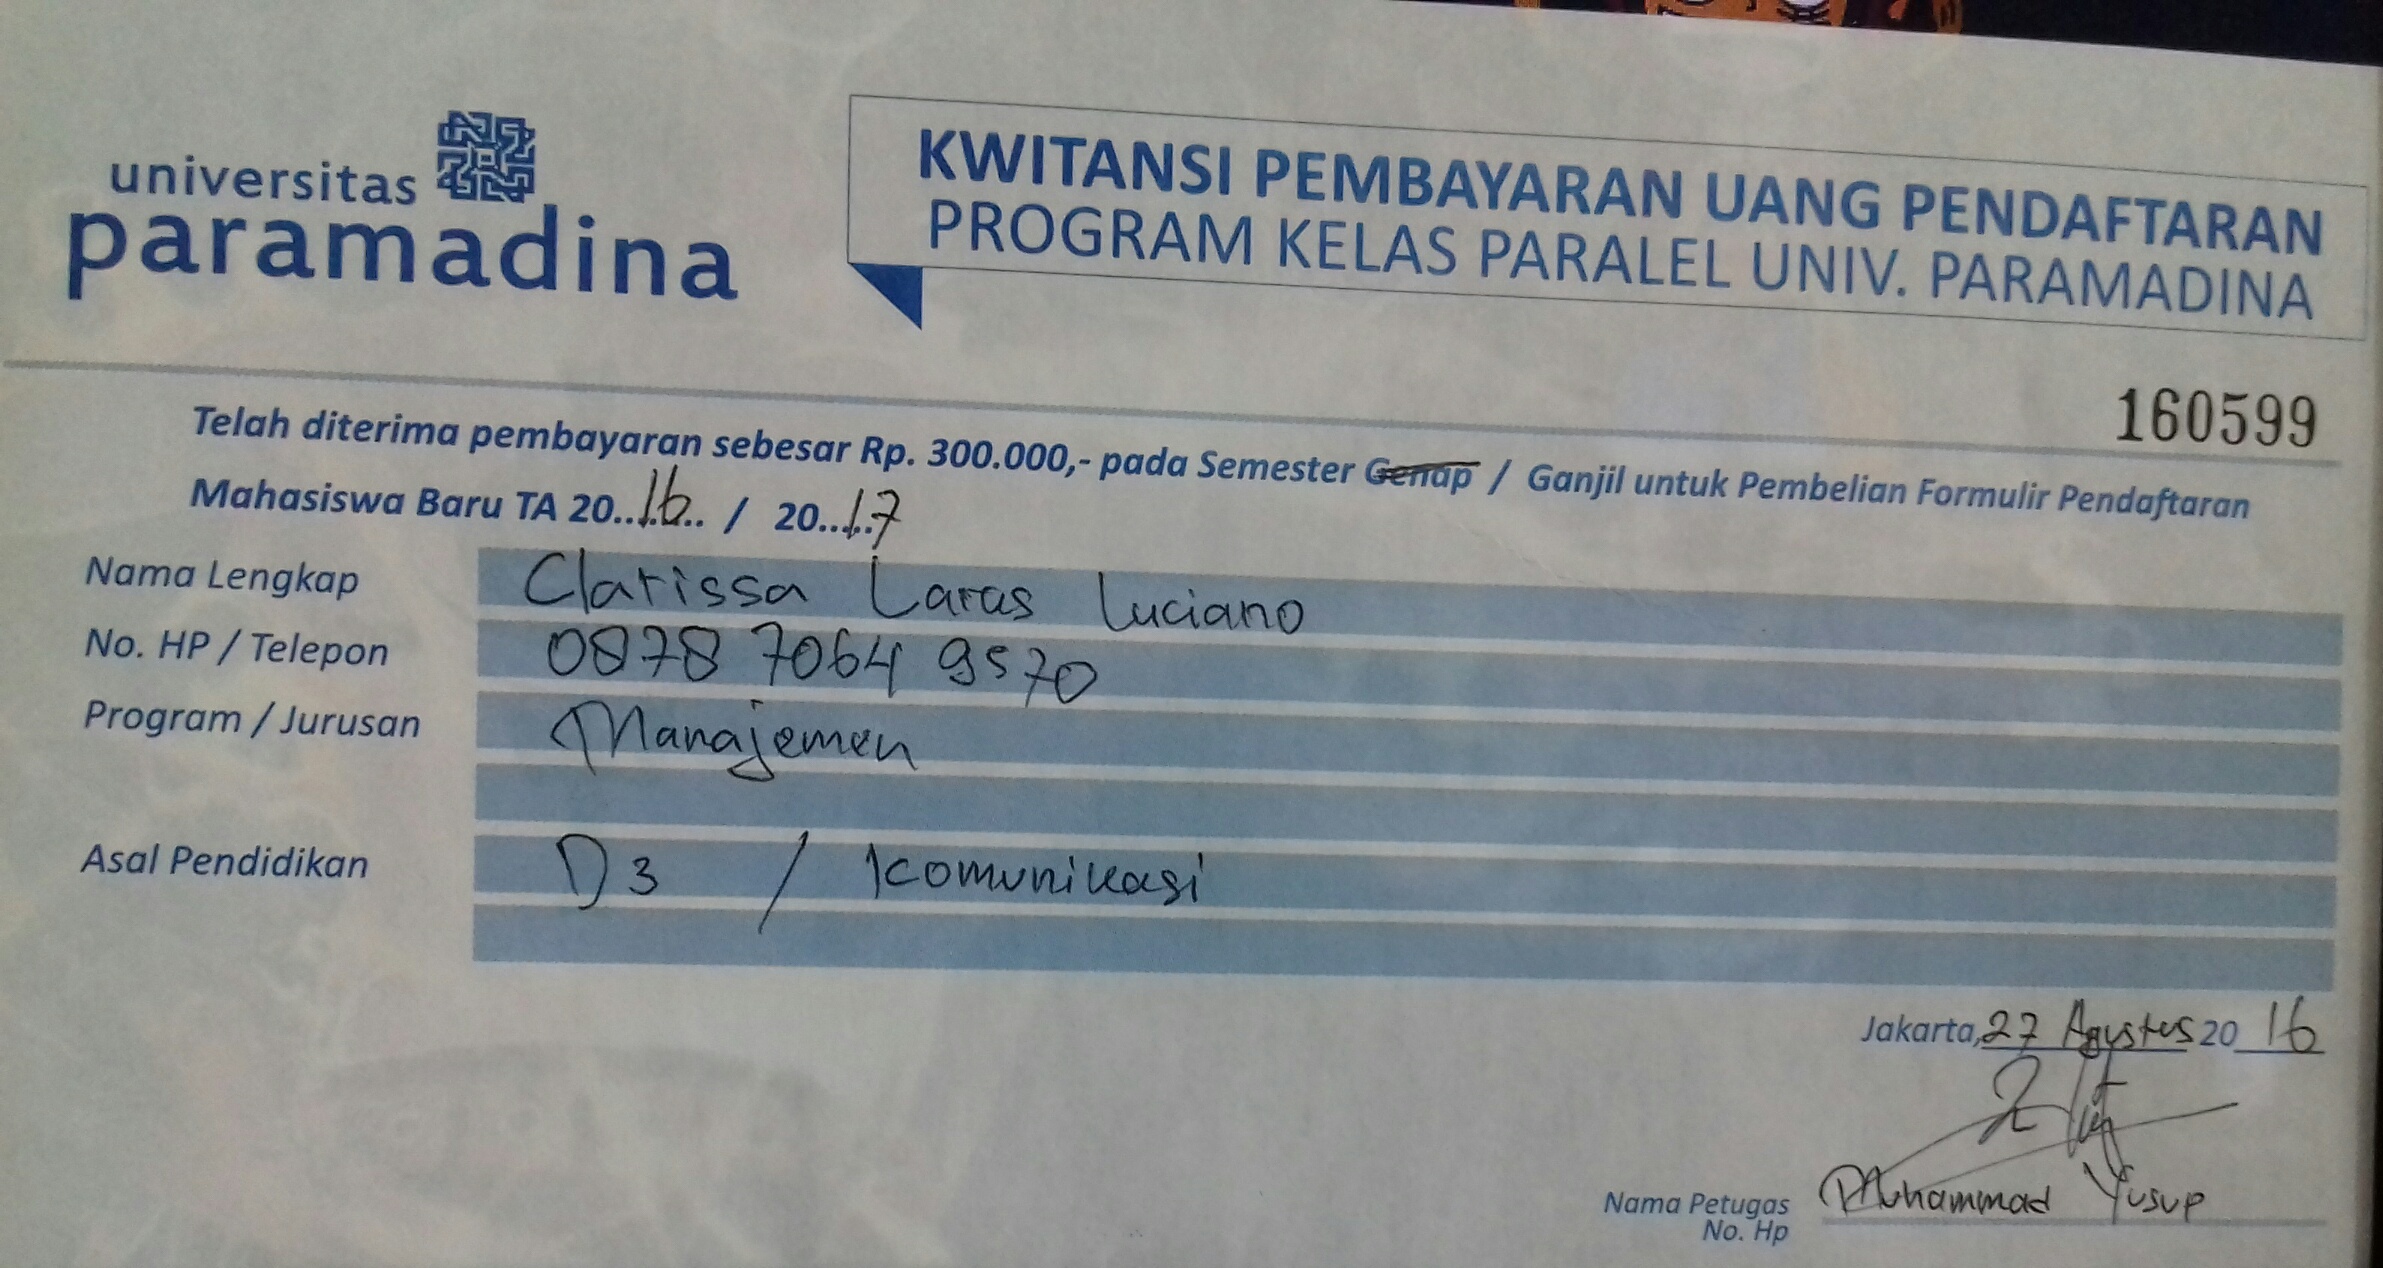 universitas
paramadina
KWITANSI PEMBAYARAN UANG PENDAFTARAN
PROGRAM KELAS PARALEL UNIV. PARAMADINA
160599
Telah diterima pembayaran sebesar Rp. 300.000,- pada Semester Genap / Ganjil untuk Pembelian Formulir Pendaftaran
Mahasiswa Baru TA 20..16.. / 20..17
Nama Lengkap Clarissa Laras Luciano
No. HP / Telepon 0878 7064 9570
Program / Jurusan Manajemen
Asal Pendidikan D3 / Komunikasi
Jakarta, 27 Agustus 20 16
Nama Petugas Muhammad Yusup
No. Hp